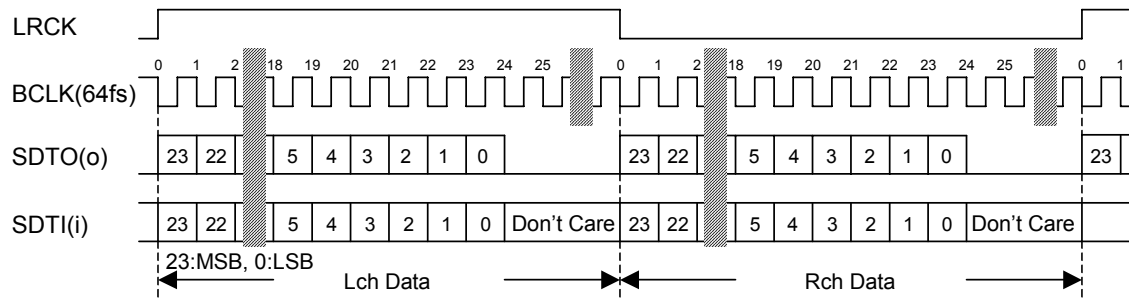 LRCK
0 1 2 18 19 20 21 22 23 24 25 0 1 2 18 19 20 21 22 23 24 25 0 1
BCLK(64fs)
SDTO(o) 23 22 5 4 3 2 1 0 23 22 5 4 3 2 1 0 23
SDTI(i) 23 22 5 4 3 2 1 0 Don't Care 23 22 5 4 3 2 1 0 Don't Care
23:MSB, 0:LSB
Lch Data Rch Data